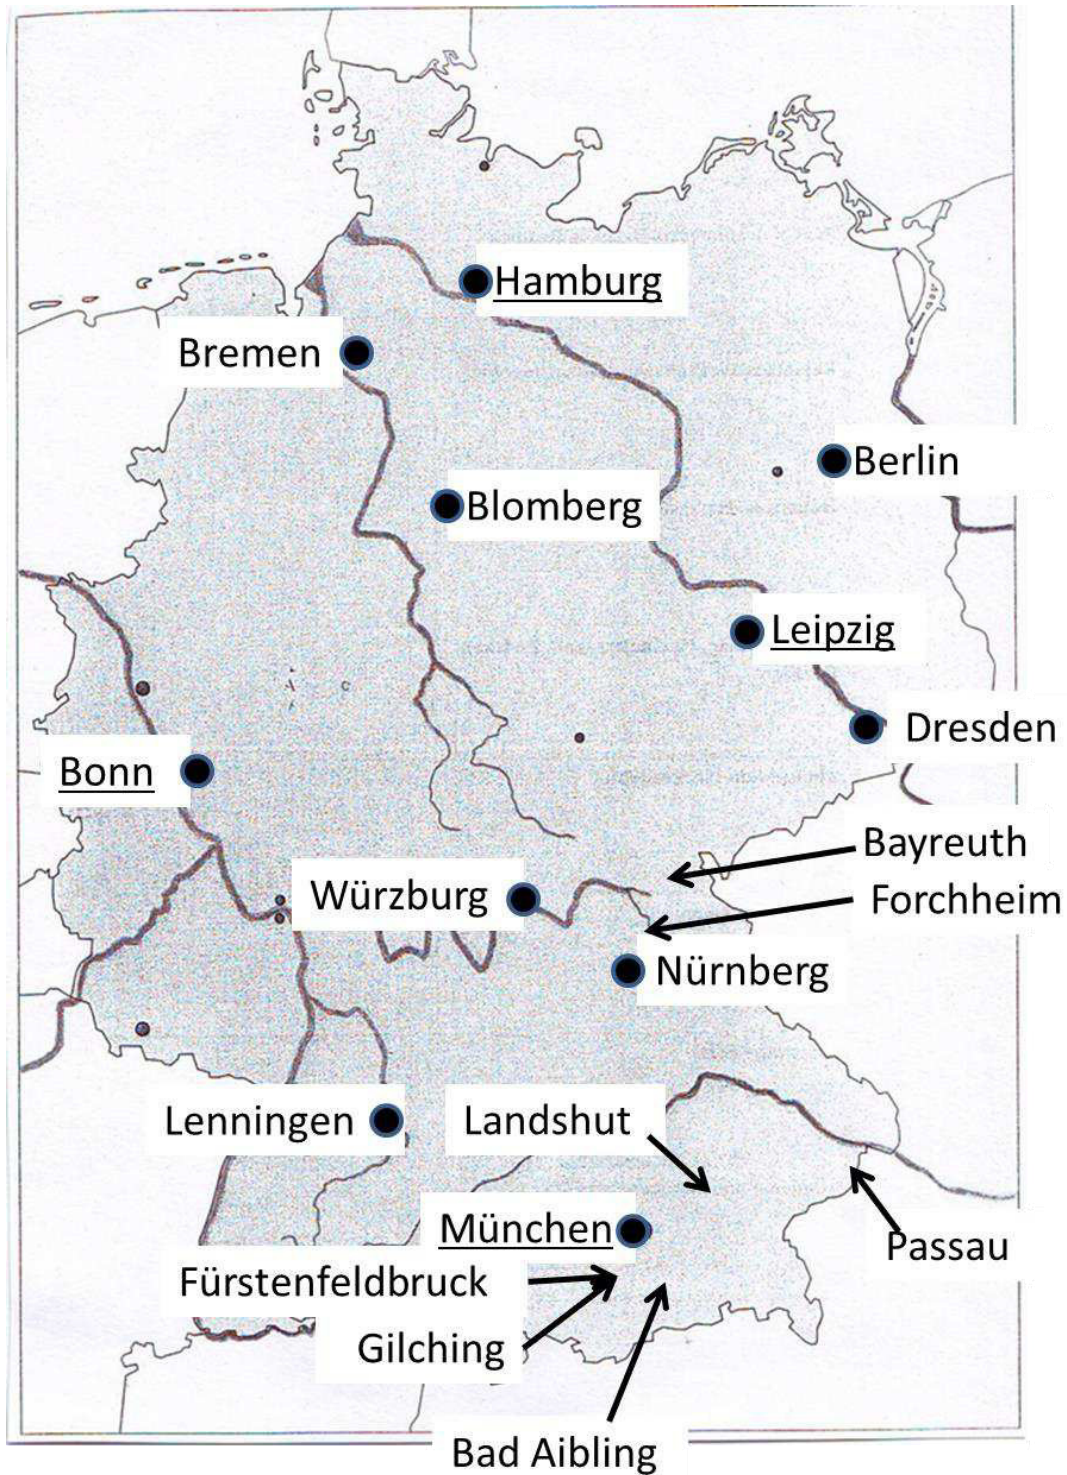 Hamburg
Bremen
Berlin
Blomberg
Leipzig
Dresden
Bonn
Bayreuth
Würzburg
Forchheim
Nürnberg
Lenningen
Landshut
München
Passau
Fürstenfeldbruck
Gilching
Bad Aibling